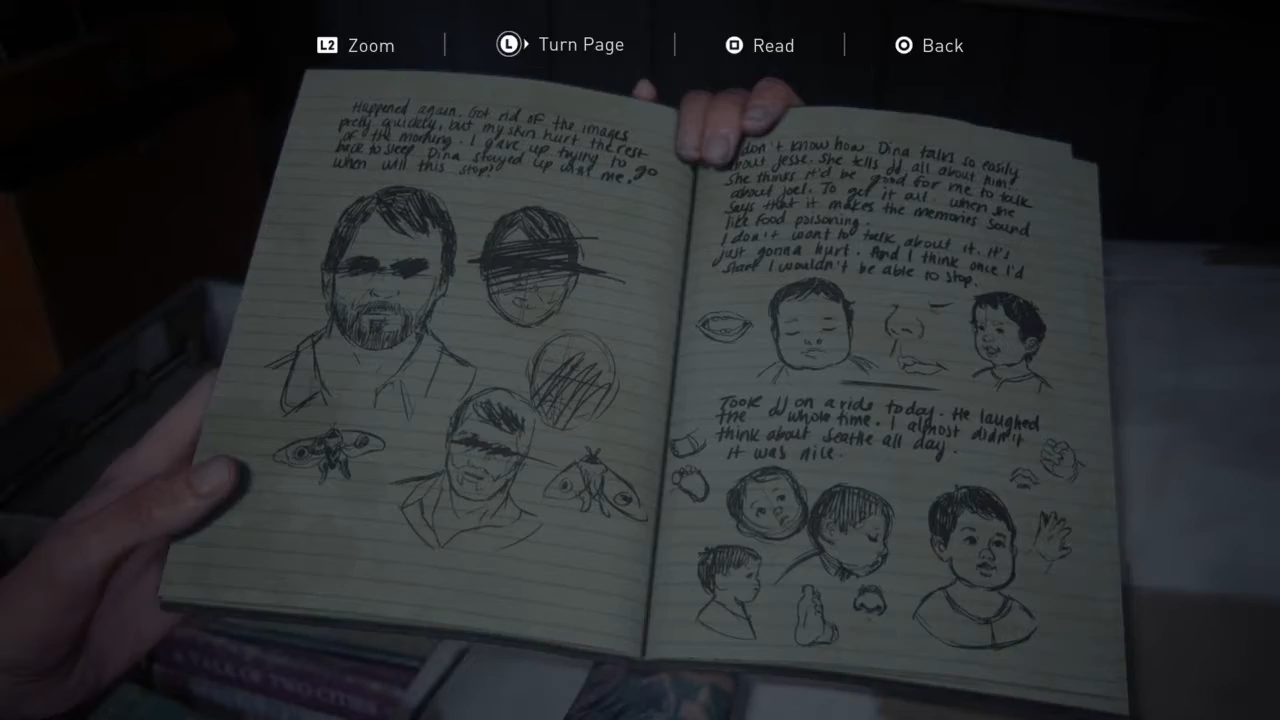 L2 Zoom
L Turn Page
Read
Back
Happened again. Got rid of the images
pretty quickly, but my skin hurt the rest
of the morning. I gave up trying to go
back to sleep. Dina stayed up with me.
When will this stop?
don't know how Dina talks so easily
about Jesse. She tells JJ all about him.
She thinks it'd be good for me to talk
about Joel. To get it out. When she
says that it makes the memories sound
like food poisoning.
I don't want to talk about it. It's
just gonna hurt. And I think once I'd
start I wouldn't be able to stop.
Took JJ on a ride today. He laughed
the whole time. I almost didn't
think about Seattle all day.
It was nice.
A TALE OF TWO CITIES